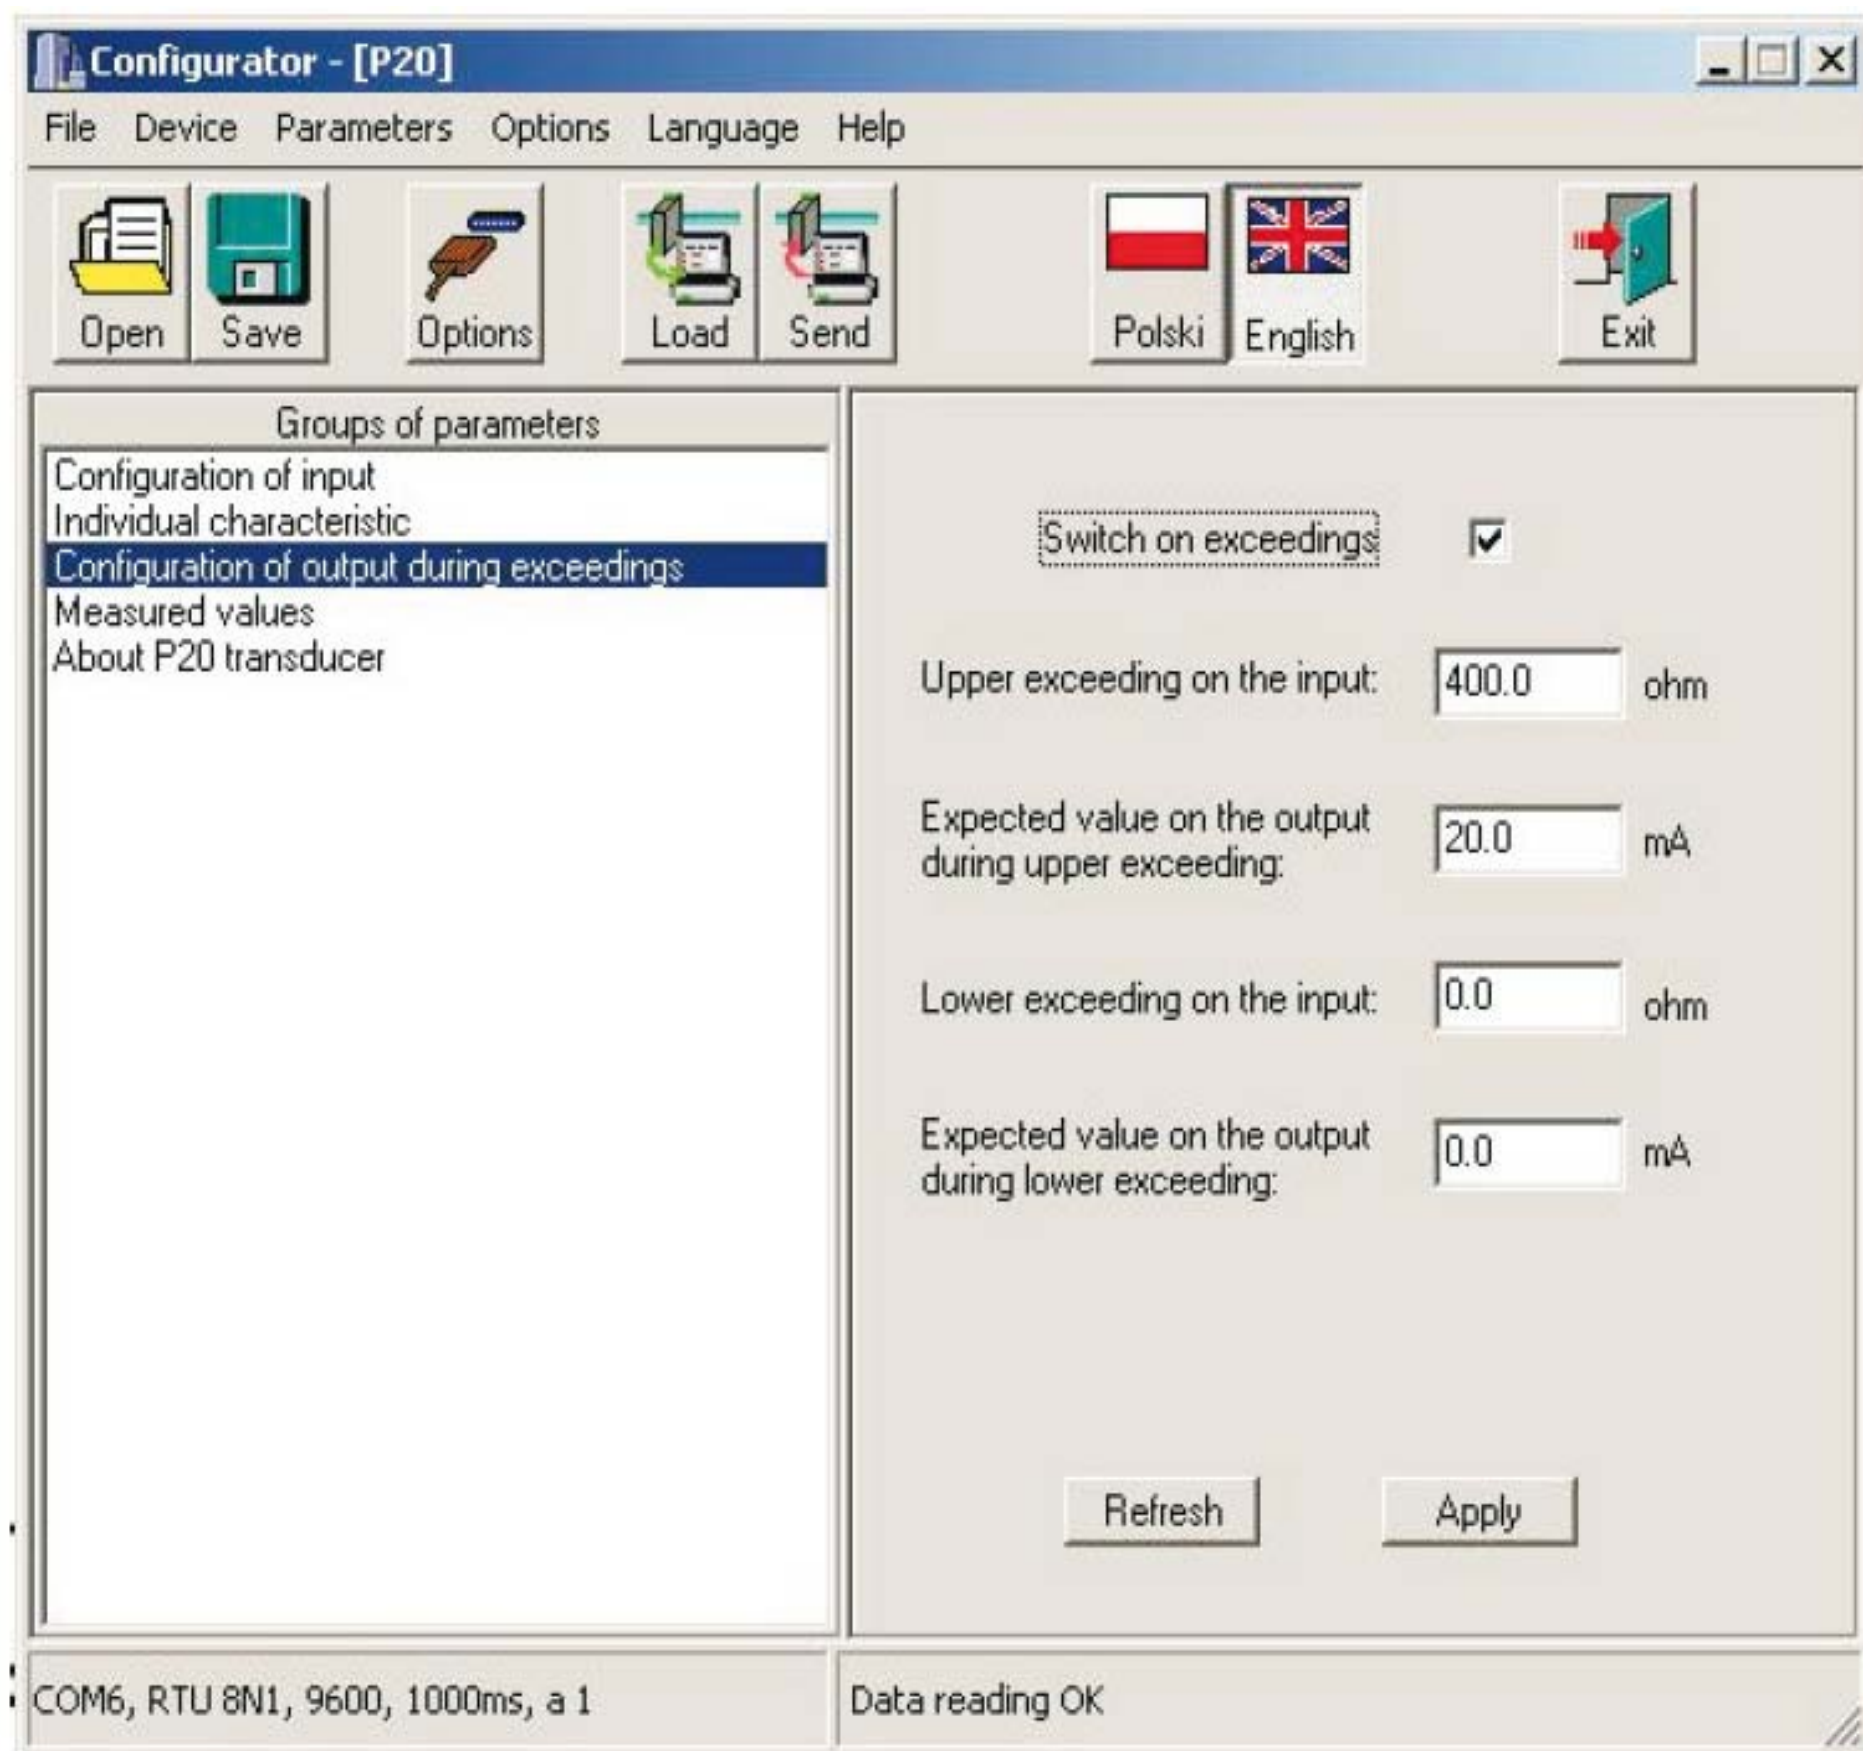 Configurator - [P20]
File Device Parameters Options Language Help
Open Save Options Load Send Polski English Exit
Groups of parameters
Configuration of input
Individual characteristic
Configuration of output during exceedings
Measured values
About P20 transducer
Switch on exceedings
Upper exceeding on the input: 400.0 ohm
Expected value on the output
during upper exceeding: 20.0 mA
Lower exceeding on the input: 0.0 ohm
Expected value on the output
during lower exceeding: 0.0 mA
Refresh Apply
COM6, RTU 8N1, 9600, 1000ms, a 1
Data reading OK